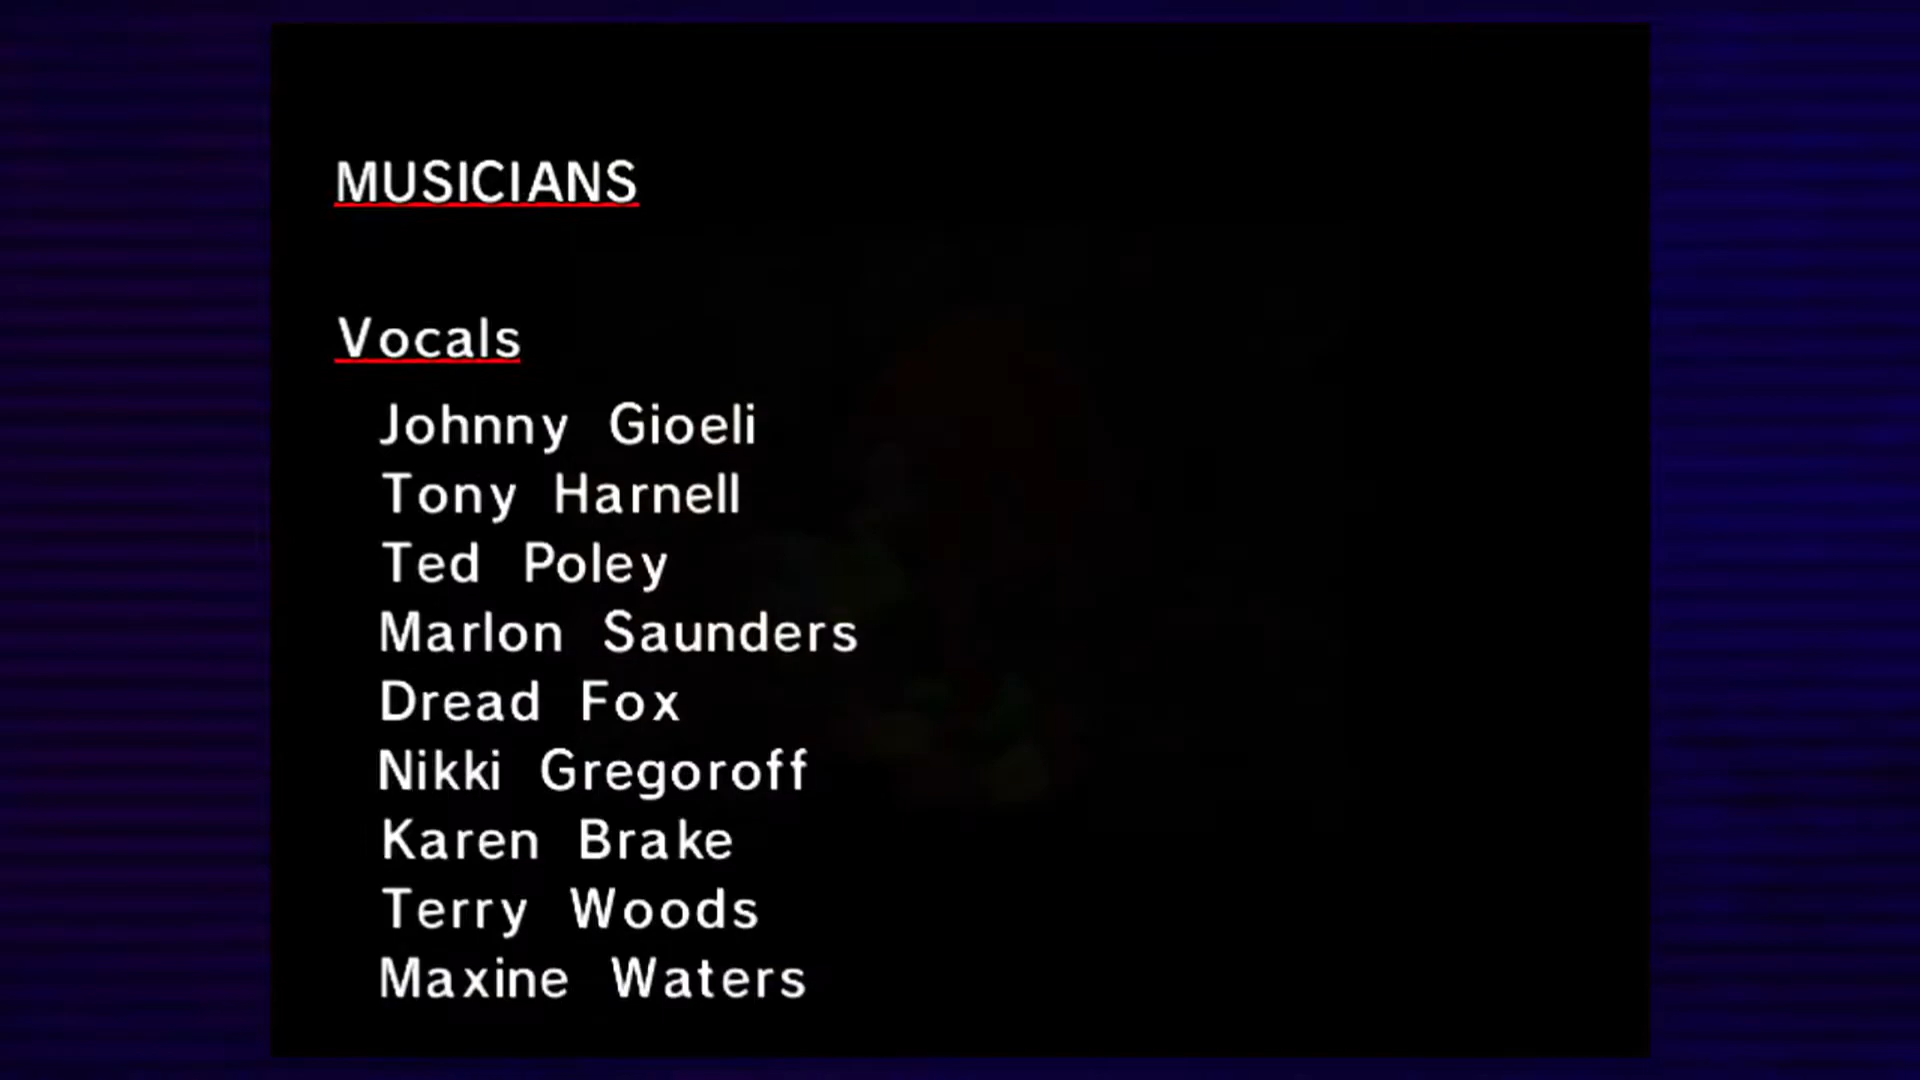 MUSICIANS
Vocals
Johnny Gioeli
Tony Harnell
Ted Poley
Marlon Saunders
Dread Fox
Nikki Gregoroff
Karen Brake
Terry Woods
Maxine Waters